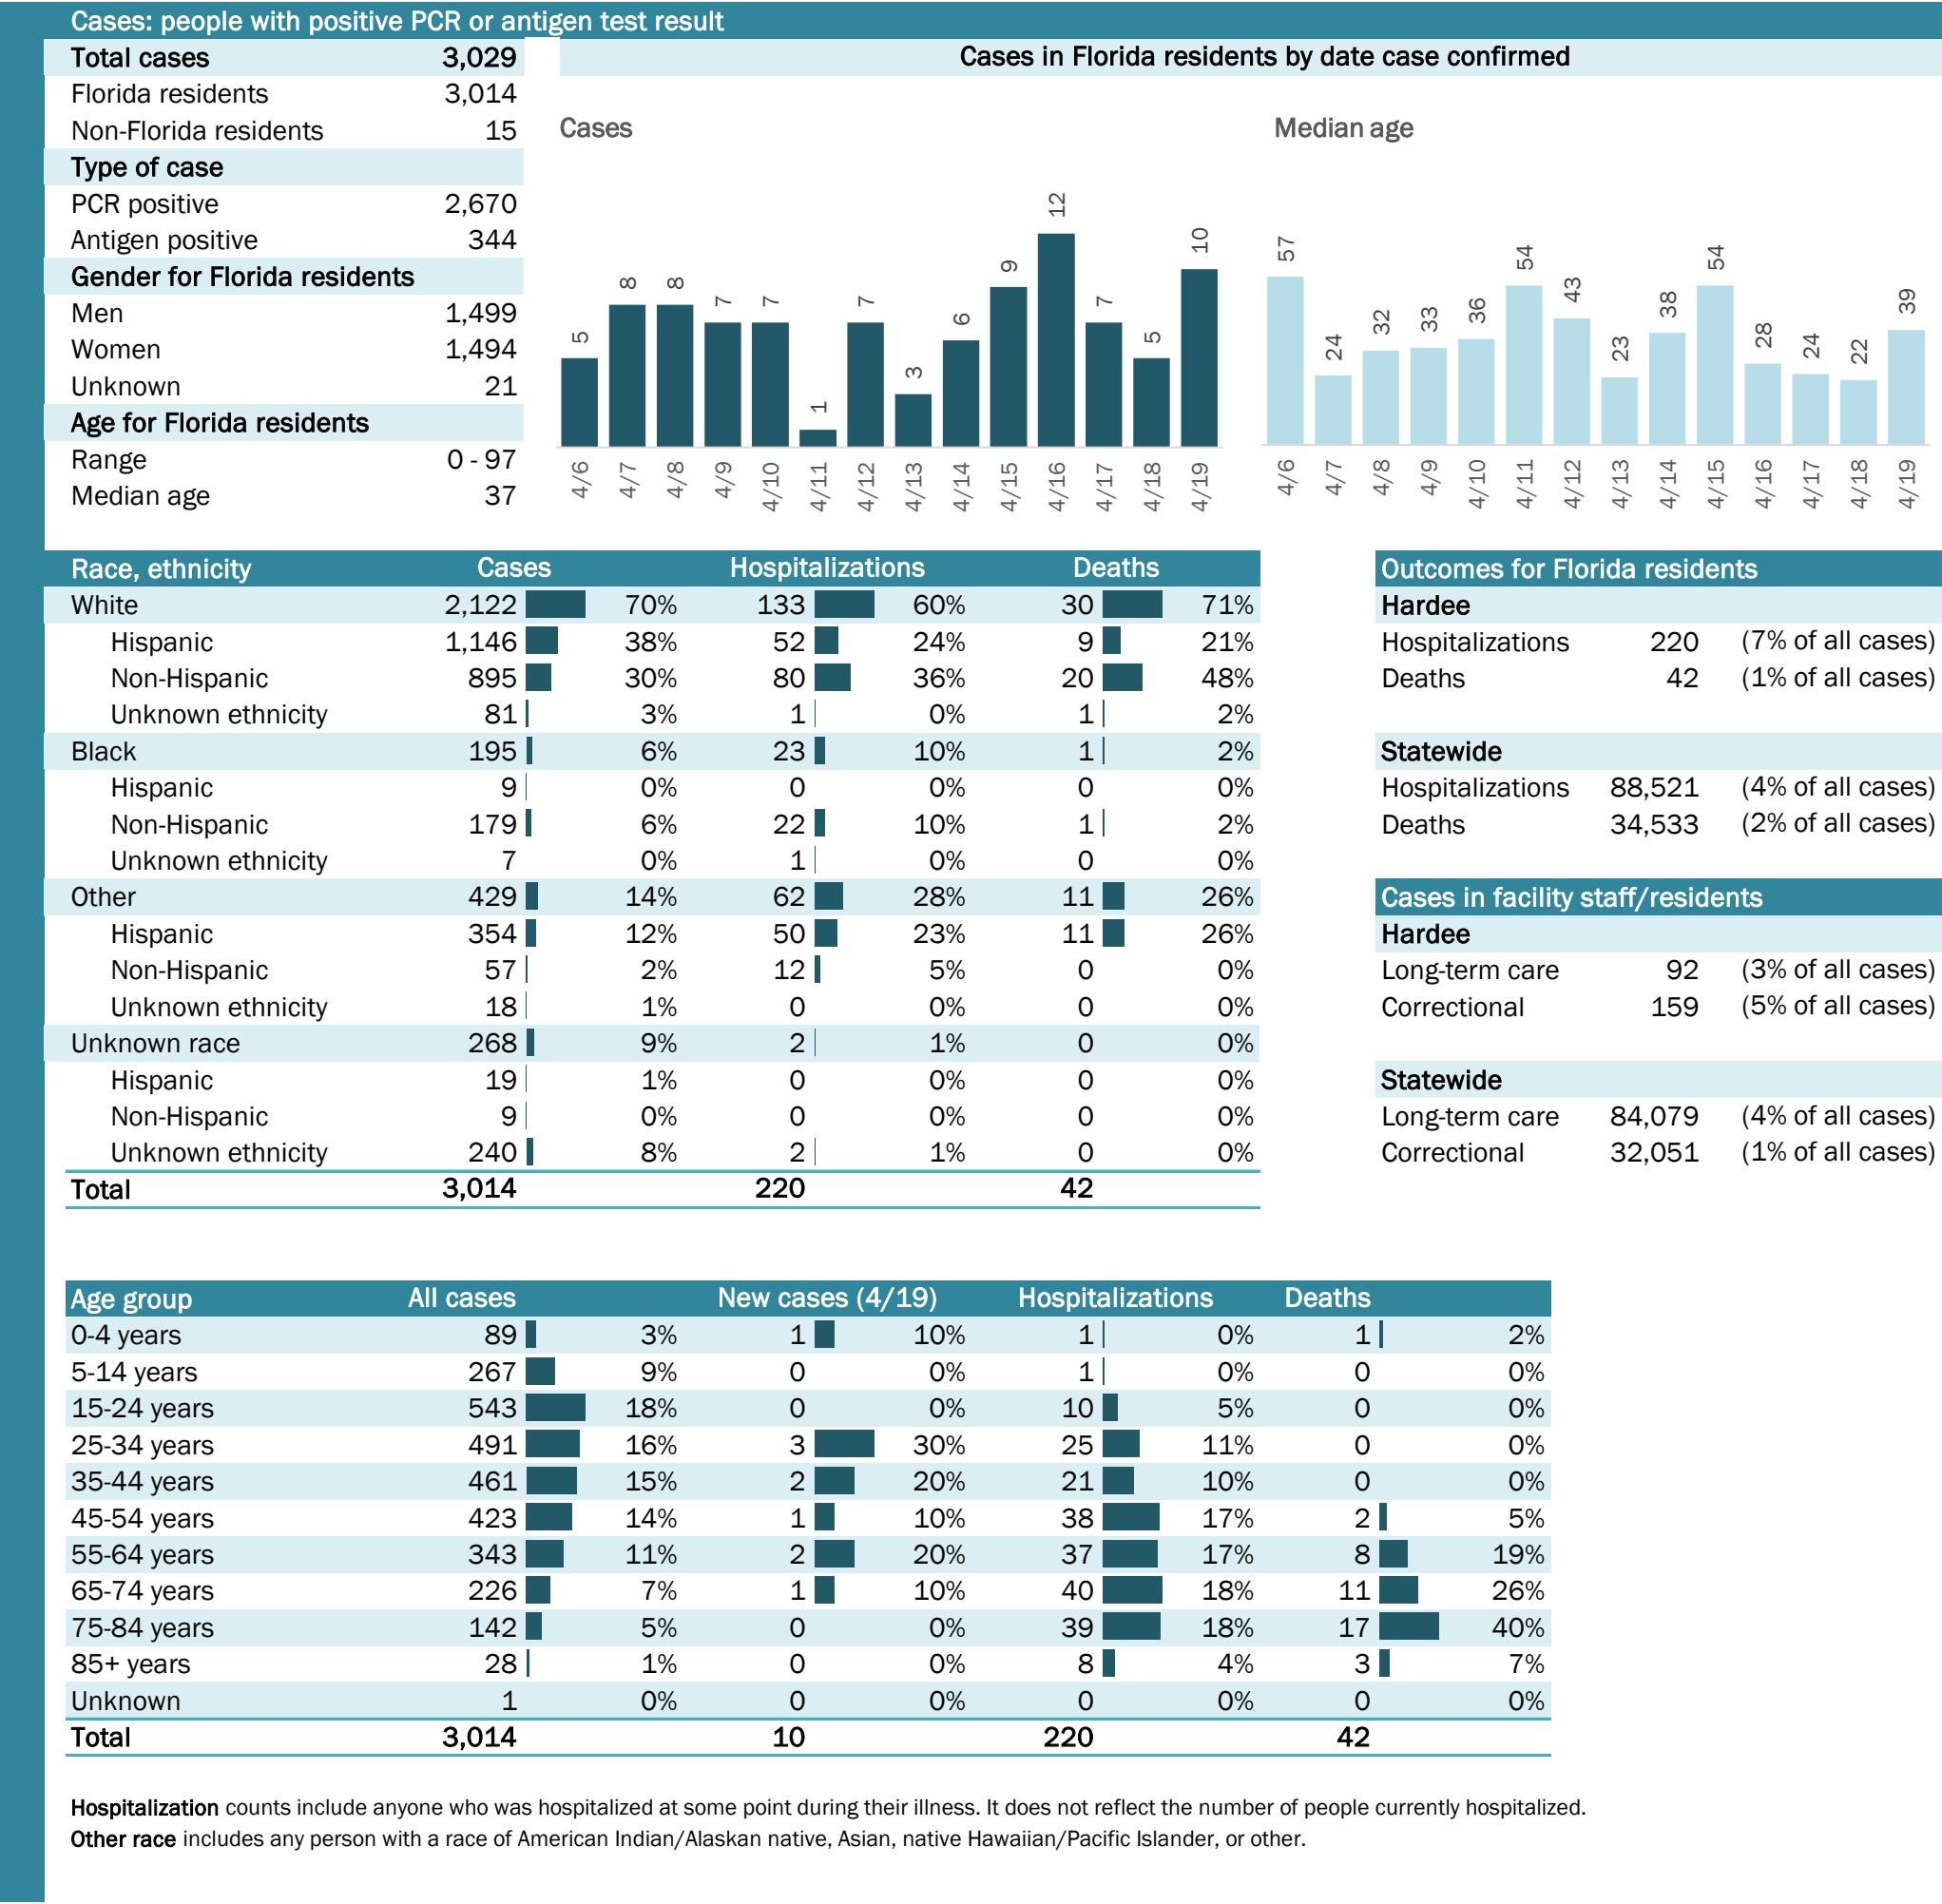 Cases: people with positive PCR or antigen test result
Total cases 3,029
Florida residents 3,014
Non-Florida residents 15
Type of case
PCR positive 2,670
Antigen positive 344
Gender for Florida residents
Men 1,499
Women 1,494
Unknown 21
Age for Florida residents
Range 0 - 97
Median age 37
Cases in Florida residents by date case confirmed
Cases
5 8 8 7 7 1 7 3 6 9 12 7 5 10
4/6 4/7 4/8 4/9 4/10 4/11 4/12 4/13 4/14 4/15 4/16 4/17 4/18 4/19
Median age
57 24 32 33 36 54 43 23 38 54 28 24 22 39
4/6 4/7 4/8 4/9 4/10 4/11 4/12 4/13 4/14 4/15 4/16 4/17 4/18 4/19
Race, ethnicity Cases Hospitalizations Deaths
White 2,122 70% 133 60% 30 71%
Hispanic 1,146 38% 52 24% 9 21%
Non-Hispanic 895 30% 80 36% 20 48%
Unknown ethnicity 81 3% 1 0% 1 2%
Black 195 6% 23 10% 1 2%
Hispanic 9 0% 0 0% 0 0%
Non-Hispanic 179 6% 22 10% 1 2%
Unknown ethnicity 7 0% 1 0% 0 0%
Other 429 14% 62 28% 11 26%
Hispanic 354 12% 50 23% 11 26%
Non-Hispanic 57 2% 12 5% 0 0%
Unknown ethnicity 18 1% 0 0% 0 0%
Unknown race 268 9% 2 1% 0 0%
Hispanic 19 1% 0 0% 0 0%
Non-Hispanic 9 0% 0 0% 0 0%
Unknown ethnicity 240 8% 2 1% 0 0%
Total 3,014 220 42
Outcomes for Florida residents
Hardee
Hospitalizations 220 (7% of all cases)
Deaths 42 (1% of all cases)
Statewide
Hospitalizations 88,521 (4% of all cases)
Deaths 34,533 (2% of all cases)
Cases in facility staff/residents
Hardee
Long-term care 92 (3% of all cases)
Correctional 159 (5% of all cases)
Statewide
Long-term care 84,079 (4% of all cases)
Correctional 32,051 (1% of all cases)
Age group All cases New cases (4/19) Hospitalizations Deaths
0-4 years 89 3% 1 10% 1 0% 1 2%
5-14 years 267 9% 0 0% 1 0% 0 0%
15-24 years 543 18% 0 0% 10 5% 0 0%
25-34 years 491 16% 3 30% 25 11% 0 0%
35-44 years 461 15% 2 20% 21 10% 0 0%
45-54 years 423 14% 1 10% 38 17% 2 5%
55-64 years 343 11% 2 20% 37 17% 8 19%
65-74 years 226 7% 1 10% 40 18% 11 26%
75-84 years 142 5% 0 0% 39 18% 17 40%
85+ years 28 1% 0 0% 8 4% 3 7%
Unknown 1 0% 0 0% 0 0% 0 0%
Total 3,014 10 220 42
Hospitalization counts include anyone who was hospitalized at some point during their illness. It does not reflect the number of people currently hospitalized.
Other race includes any person with a race of American Indian/Alaskan native, Asian, native Hawaiian/Pacific Islander, or other.